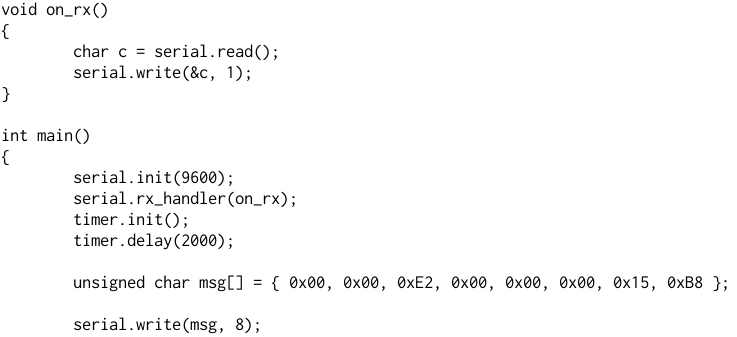 void on_rx()
{
        char c = serial.read();
        serial.write(&c, 1);
}

int main()
{
        serial.init(9600);
        serial.rx_handler(on_rx);
        timer.init();
        timer.delay(2000);

        unsigned char msg[] = { 0x00, 0x00, 0xE2, 0x00, 0x00, 0x00, 0x15, 0xB8 };

        serial.write(msg, 8);